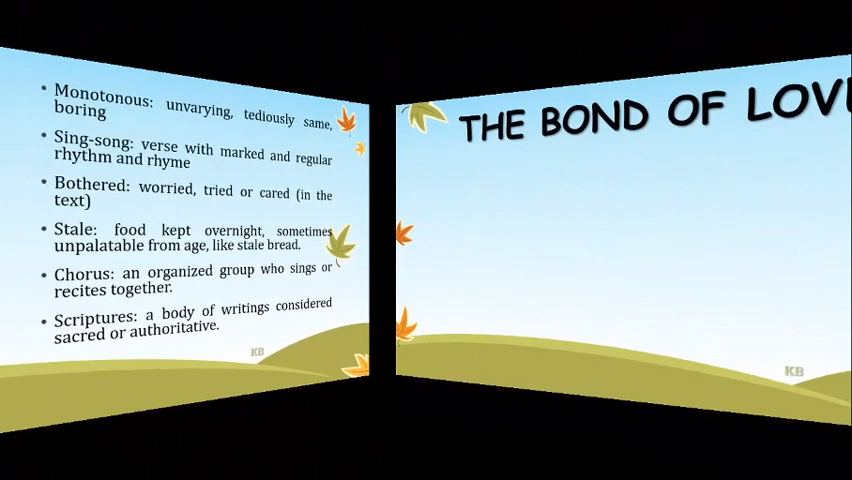 • Monotonous: unvarying, tediously same,
boring
• Sing-song: verse with marked and regular
rhythm and rhyme
• Bothered: worried, tried or cared (in the
text)
• Stale: food kept overnight, sometimes
unpalatable from age, like stale bread.
• Chorus: an organized group who sings or
recites together.
• Scriptures: a body of writings considered
sacred or authoritative.
KB
THE BOND OF LOV
KB